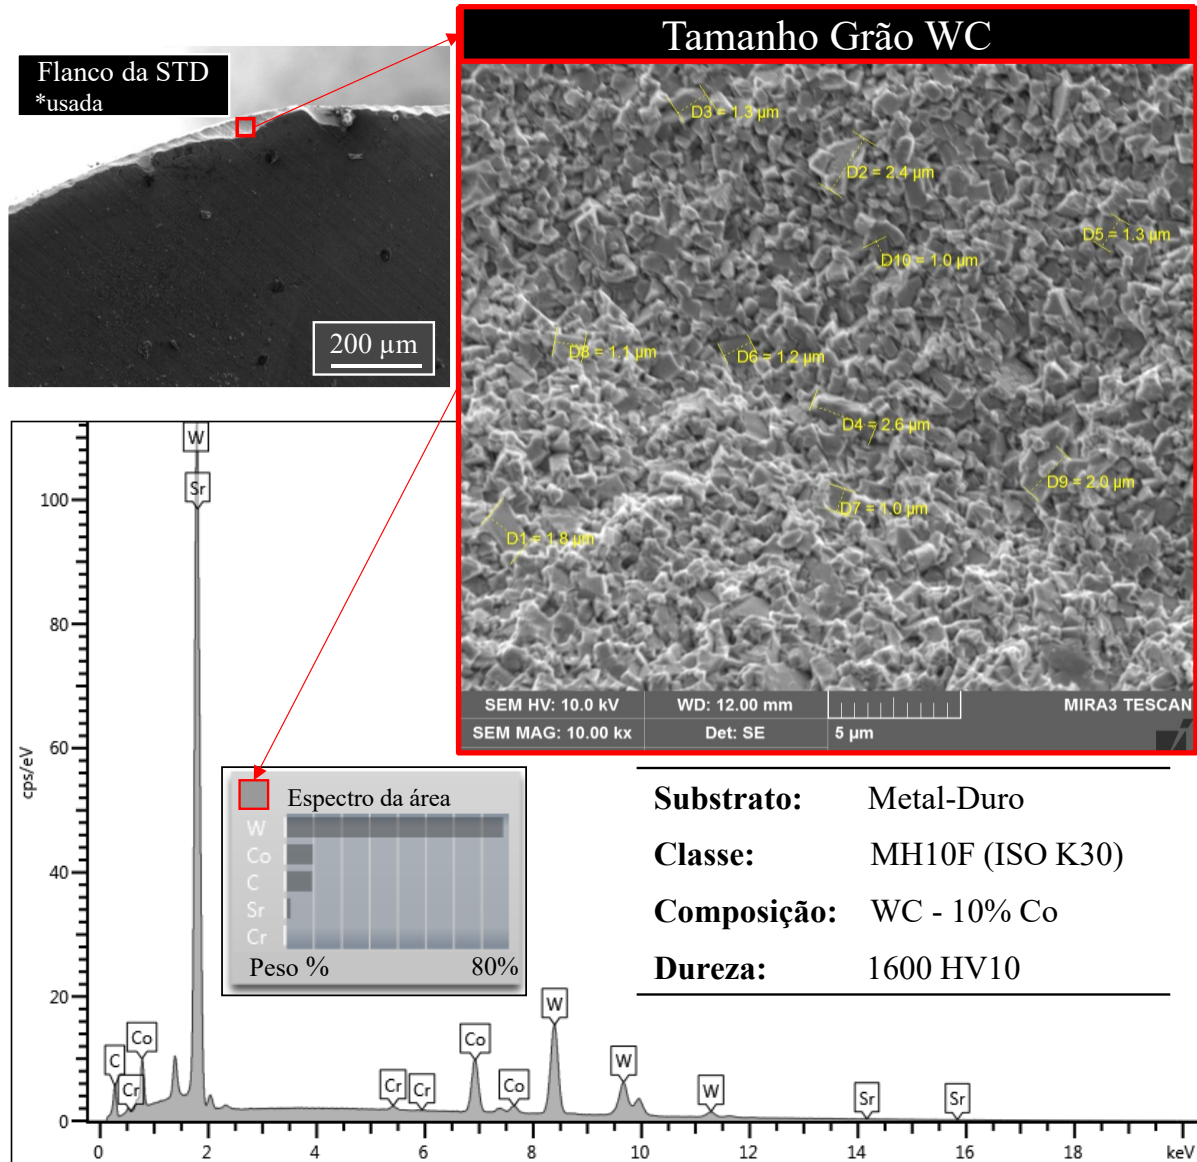 Flanco da STD
*usada
200 µm
Tamanho Grão WC
D3 = 1.3 µm
D2 = 2.4 µm
D5 = 1.3 µm
D10 = 1.0 µm
D8 = 1.1 µm
D6 = 1.2 µm
D4 = 2.6 µm
D9 = 2.0 µm
D7 = 1.0 µm
D1 = 1.8 µm
SEM HV: 10.0 kV
WD: 12.00 mm
MIRA3 TESCAN
SEM MAG: 10.00 kx
Det: SE
5 µm
cps/eV
100
80
60
40
20
0
W
Sr
C
Cr
Co
Cr
Cr
Co
Co
W
W
W
Sr
Sr
0
2
4
6
8
10
12
14
16
18
keV
Espectro da área
W
Co
C
Sr
Cr
Peso %
80%
Substrato: Metal-Duro
Classe: MH10F (ISO K30)
Composição: WC - 10% Co
Dureza: 1600 HV10